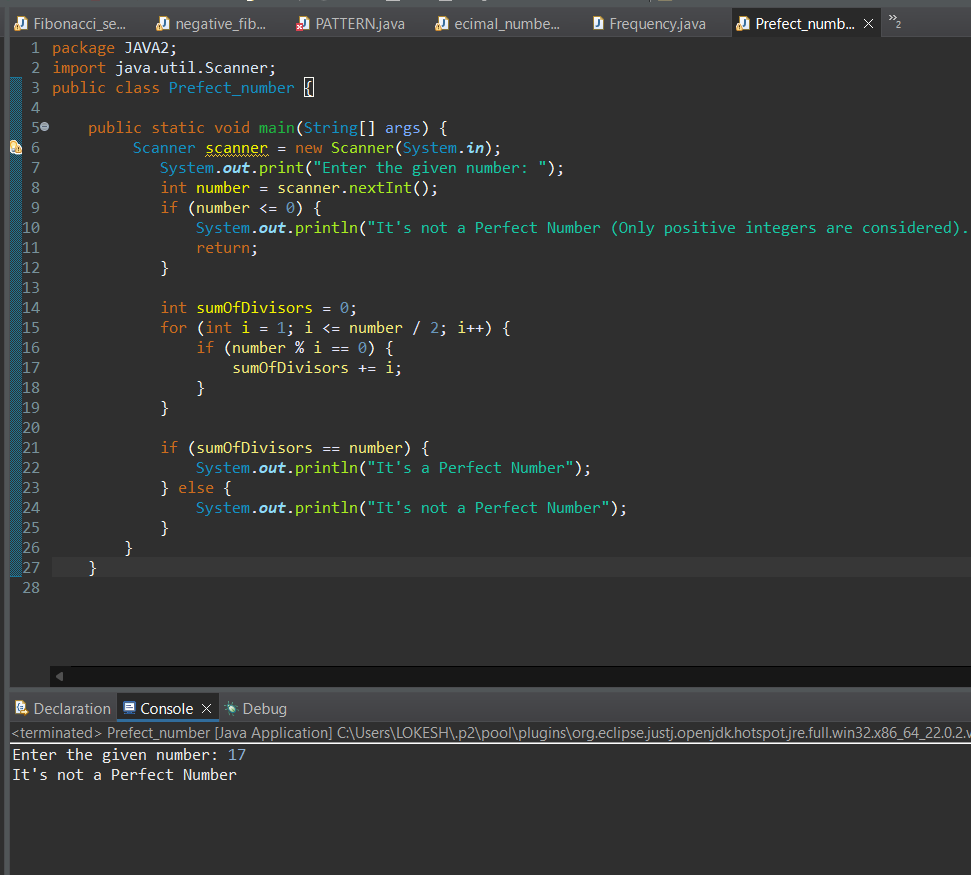 Fibonacci_se... negative_fib... PATTERN.java ecimal_numbe... Frequency.java Prefect_numb... »2
1 package JAVA2;
2 import java.util.Scanner;
3 public class Prefect_number {
4
5 public static void main(String[] args) {
6 Scanner scanner = new Scanner(System.in);
7 System.out.print("Enter the given number: ");
8 int number = scanner.nextInt();
9 if (number <= 0) {
10 System.out.println("It's not a Perfect Number (Only positive integers are considered).
11 return;
12 }
13
14 int sumOfDivisors = 0;
15 for (int i = 1; i <= number / 2; i++) {
16 if (number % i == 0) {
17 sumOfDivisors += i;
18 }
19 }
20
21 if (sumOfDivisors == number) {
22 System.out.println("It's a Perfect Number");
23 } else {
24 System.out.println("It's not a Perfect Number");
25 }
26 }
27 }
28
Declaration Console Debug
<terminated> Prefect_number [Java Application] C:\Users\LOKESH\.p2\pool\plugins\org.eclipse.justj.openjdk.hotspot.jre.full.win32.x86_64_22.0.2.v
Enter the given number: 17
It's not a Perfect Number